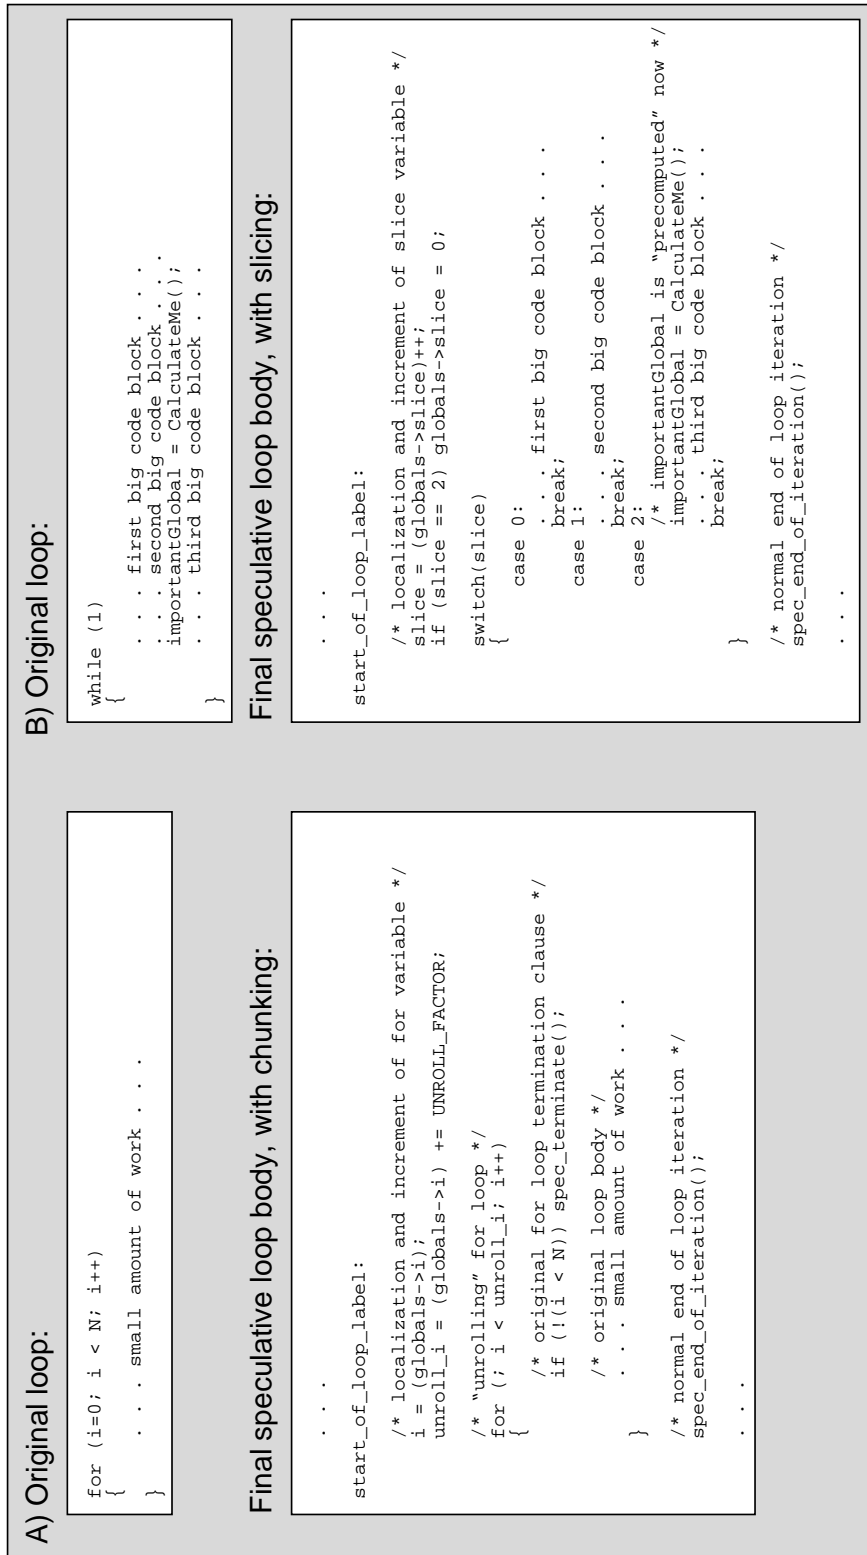 A) Original loop:
for (i=0; i < N; i++)
{
. . . small amount of work . . .
}
Final speculative loop body, with chunking:
. . .
start_of_loop_label:
/* localization and increment of for variable */
i = (globals->i);
unroll_i = (globals->i) += UNROLL_FACTOR;
/* “unrolling” for loop */
for (; i < unroll_i; i++)
{
/* original for loop termination clause */
if (!(i < N)) spec_terminate();
/* original loop body */
. . . small amount of work . . .
}
/* normal end of loop iteration */
spec_end_of_iteration();
. . .
B) Original loop:
while (1)
{
. . . first big code block . . .
. . . second big code block . . .
importantGlobal = CalculateMe();
. . . third big code block . . .
}
Final speculative loop body, with slicing:
. . .
start_of_loop_label:
/* localization and increment of slice variable */
slice = (globals->slice)++;
if (slice == 2) globals->slice = 0;
switch(slice)
{
case 0:
. . . first big code block . . .
break;
case 1:
. . . second big code block . . .
break;
case 2:
/* importantGlobal is “precomputed” now */
importantGlobal = CalculateMe();
. . . third big code block . . .
break;
}
/* normal end of loop iteration */
spec_end_of_iteration();
. . .